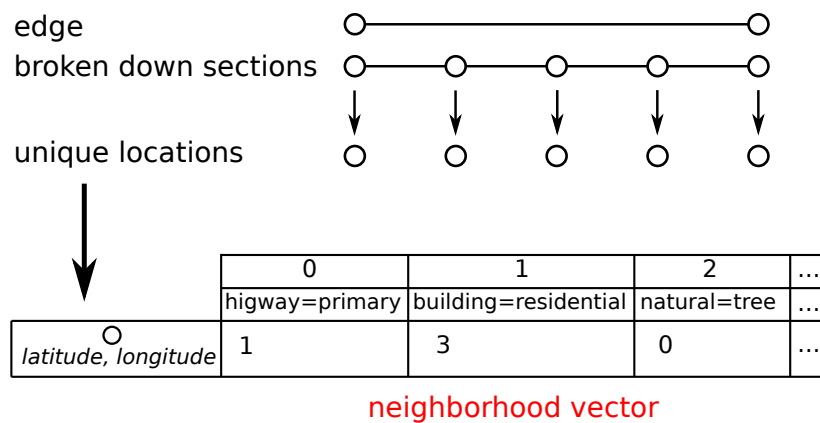 edge
broken down sections
unique locations
0 1 2 ...
higway=primary building=residential natural=tree ...
latitude, longitude 1 3 0 ...
neighborhood vector